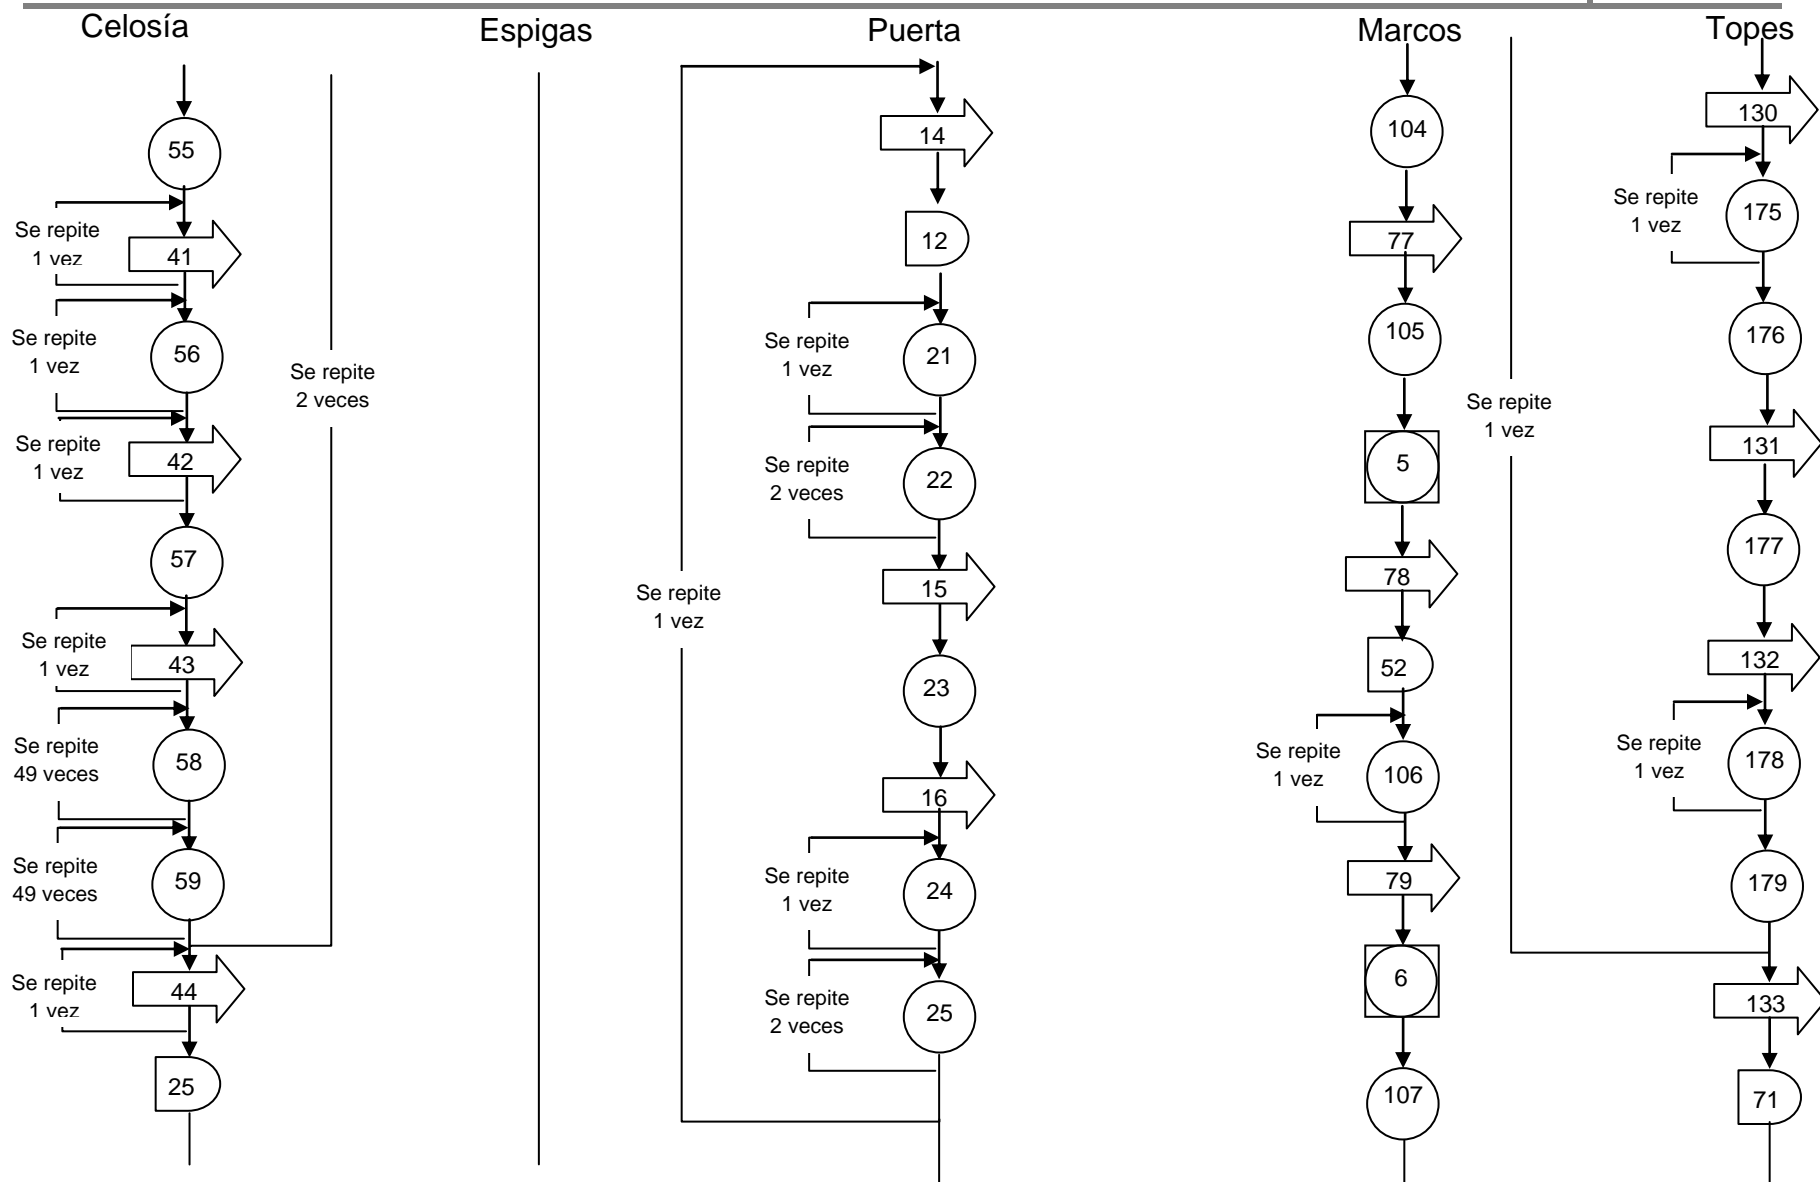 Celosía
Espigas
Puerta
Marcos
Topes
55
Se repite
1 vez
41
Se repite
1 vez
56
Se repite
1 vez
42
57
Se repite
1 vez
43
Se repite
49 veces
58
Se repite
49 veces
59
Se repite
1 vez
44
25
Se repite
2 veces
14
12
Se repite
1 vez
21
Se repite
2 veces
22
15
23
16
Se repite
1 vez
24
Se repite
2 veces
25
Se repite
1 vez
104
77
105
5
78
52
Se repite
1 vez
106
79
6
107
Se repite
1 vez
130
Se repite
1 vez
175
176
131
177
132
Se repite
1 vez
178
179
133
71